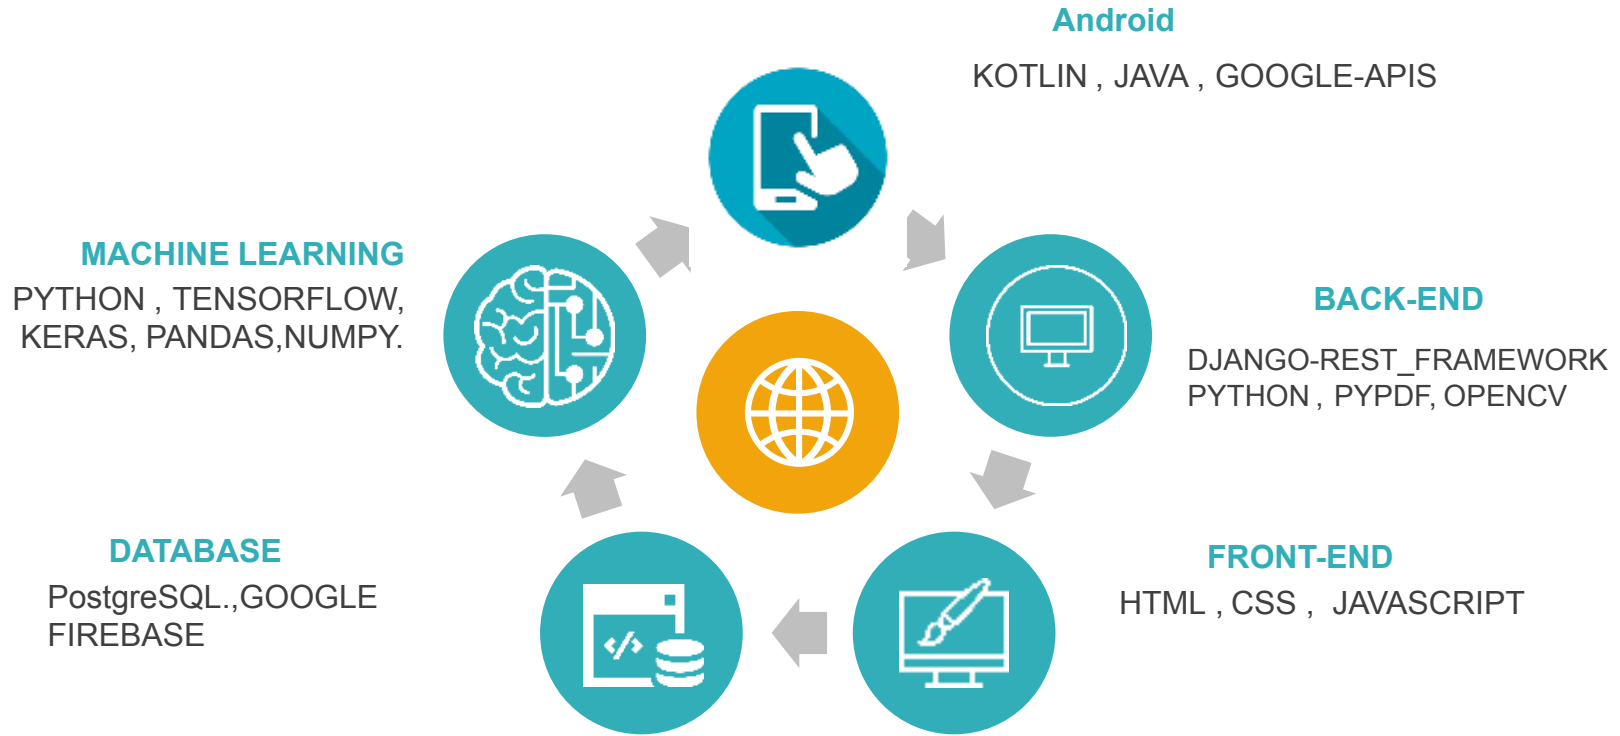 Android
KOTLIN , JAVA , GOOGLE-APIS
MACHINE LEARNING
PYTHON , TENSORFLOW,
KERAS, PANDAS,NUMPY.
BACK-END
DJANGO-REST_FRAMEWORK
PYTHON , PYPDF, OPENCV
DATABASE
PostgreSQL.,GOOGLE
FIREBASE
</>
FRONT-END
HTML , CSS , JAVASCRIPT